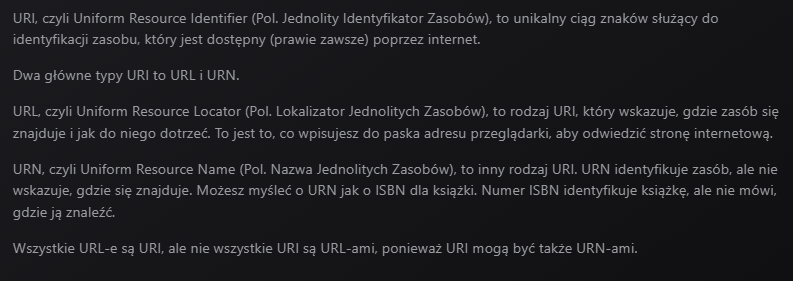 URI, czyli Uniform Resource Identifier (Pol. Jednolity Identyfikator Zasobów), to unikalny ciąg znaków służący do
identyfikacji zasobu, który jest dostępny (prawie zawsze) poprzez internet.
Dwa główne typy URI to URL i URN.
URL, czyli Uniform Resource Locator (Pol. Lokalizator Jednolitych Zasobów), to rodzaj URI, który wskazuje, gdzie zasób się
znajduje i jak do niego dotrzeć. To jest to, co wpisujesz do paska adresu przeglądarki, aby odwiedzić stronę internetową.
URN, czyli Uniform Resource Name (Pol. Nazwa Jednolitych Zasobów), to inny rodzaj URI. URN identyfikuje zasób, ale nie
wskazuje, gdzie się znajduje. Możesz myśleć o URN jak o ISBN dla książki. Numer ISBN identyfikuje książkę, ale nie mówi,
gdzie ją znaleźć.
Wszystkie URL-e są URI, ale nie wszystkie URI są URL-ami, ponieważ URI mogą być także URN-ami.